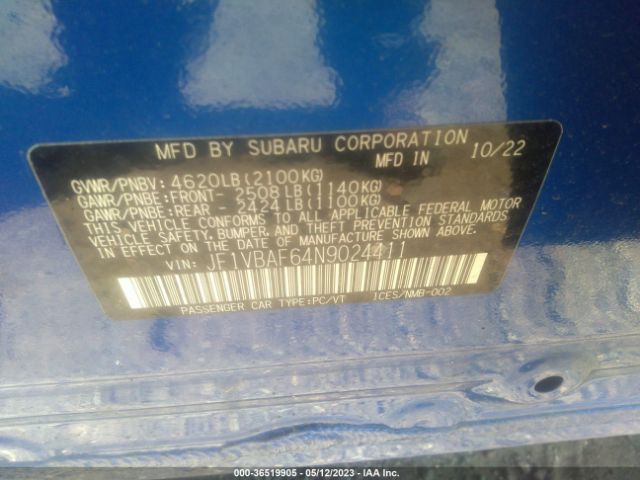 MFD BY SUBARU CORPORATION
MFD IN 10/22
GVWR/PNBV: 4620LB(2100KG)
GAWR/PNBE:FRONT- 2508LB(1140KG)
GAWR/PNBE:REAR - 2424LB(1100KG)
THIS VEHICLE CONFORMS TO ALL APPLICABLE FEDERAL MOTOR
VEHICLE SAFETY, BUMPER AND THEFT PREVENTION STANDARDS
IN EFFECT ON THE DATE OF MANUFACTURE SHOWN ABOVE.
VIN: JF1VBAF64N9024411
PASSENGER CAR TYPE:PC/VT ICES/NMB-002
000-36519905 - 05/12/2023 - IAA Inc.